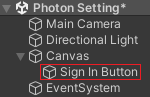 Photon Setting*
Main Camera
Directional Light
Canvas
Sign In Button
EventSystem